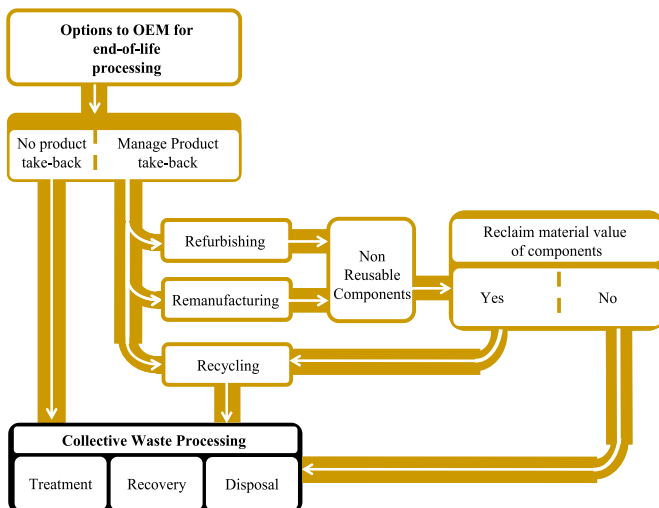 Options to OEM for
end-of-life
processing
No product
take-back
Manage Product
take-back
Refurbishing
Remanufacturing
Recycling
Non
Reusable
Components
Reclaim material value
of components
Yes
No
Collective Waste Processing
Treatment
Recovery
Disposal